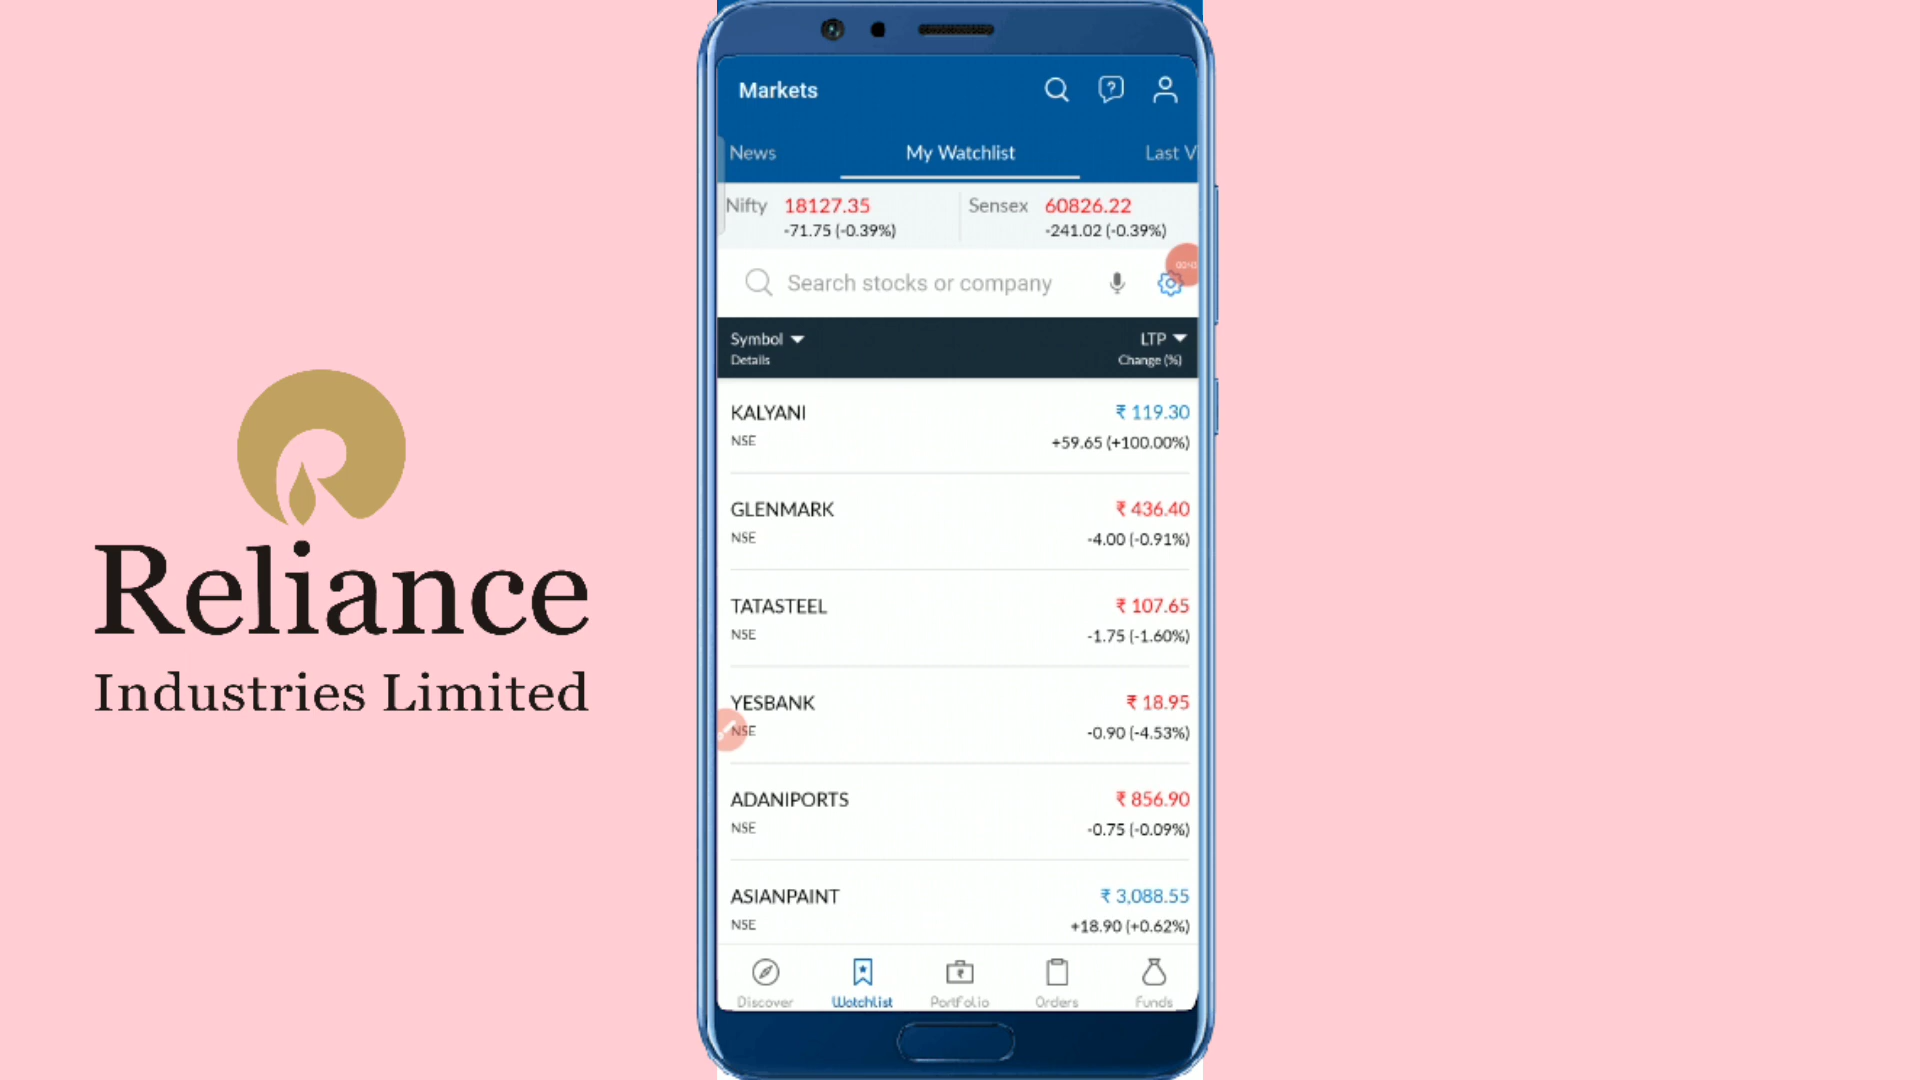 Reliance
Industries Limited
Markets
News
My Watchlist
Last V
Nifty
18127.35
-71.75 (-0.39%)
Sensex
60826.22
-241.02 (-0.39%)
Search stocks or company
Symbol
Details
LTP
Change (%)
KALYANI
₹ 119.30
NSE
+59.65 (+100.00%)
GLENMARK
₹ 436.40
NSE
-4.00 (-0.91%)
TATASTEEL
₹ 107.65
NSE
-1.75 (-1.60%)
YESBANK
₹ 18.95
NSE
-0.90 (-4.53%)
ADANIPORTS
₹ 856.90
NSE
-0.75 (-0.09%)
ASIANPAINT
₹ 3,088.55
NSE
+18.90 (+0.62%)
Discover
Watchlist
Portfolio
Orders
Funds